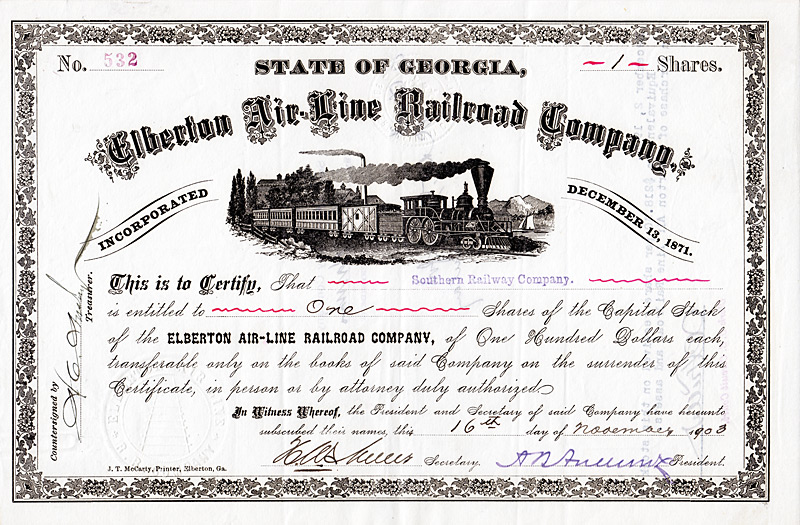 No. 532
STATE OF GEORGIA,
1 Shares.
Elberton Air-Line Railroad Company,
INCORPORATED
DECEMBER 13, 1871.
This is to Certify, That Southern Railway Company.
is entitled to One Shares of the Capital Stock
of the ELBERTON AIR-LINE RAILROAD COMPANY, of One Hundred Dollars each,
transferable only on the books of said Company on the surrender of this
Certificate, in person or by attorney duly authorized
In Witness Whereof, the President and Secretary of said Company have hereunto
subscribed their names, this 16th day of November 1903
Secretary.
President.
J. T. McCarty, Printer, Elberton, Ga.
Countersigned by
Treasurer.